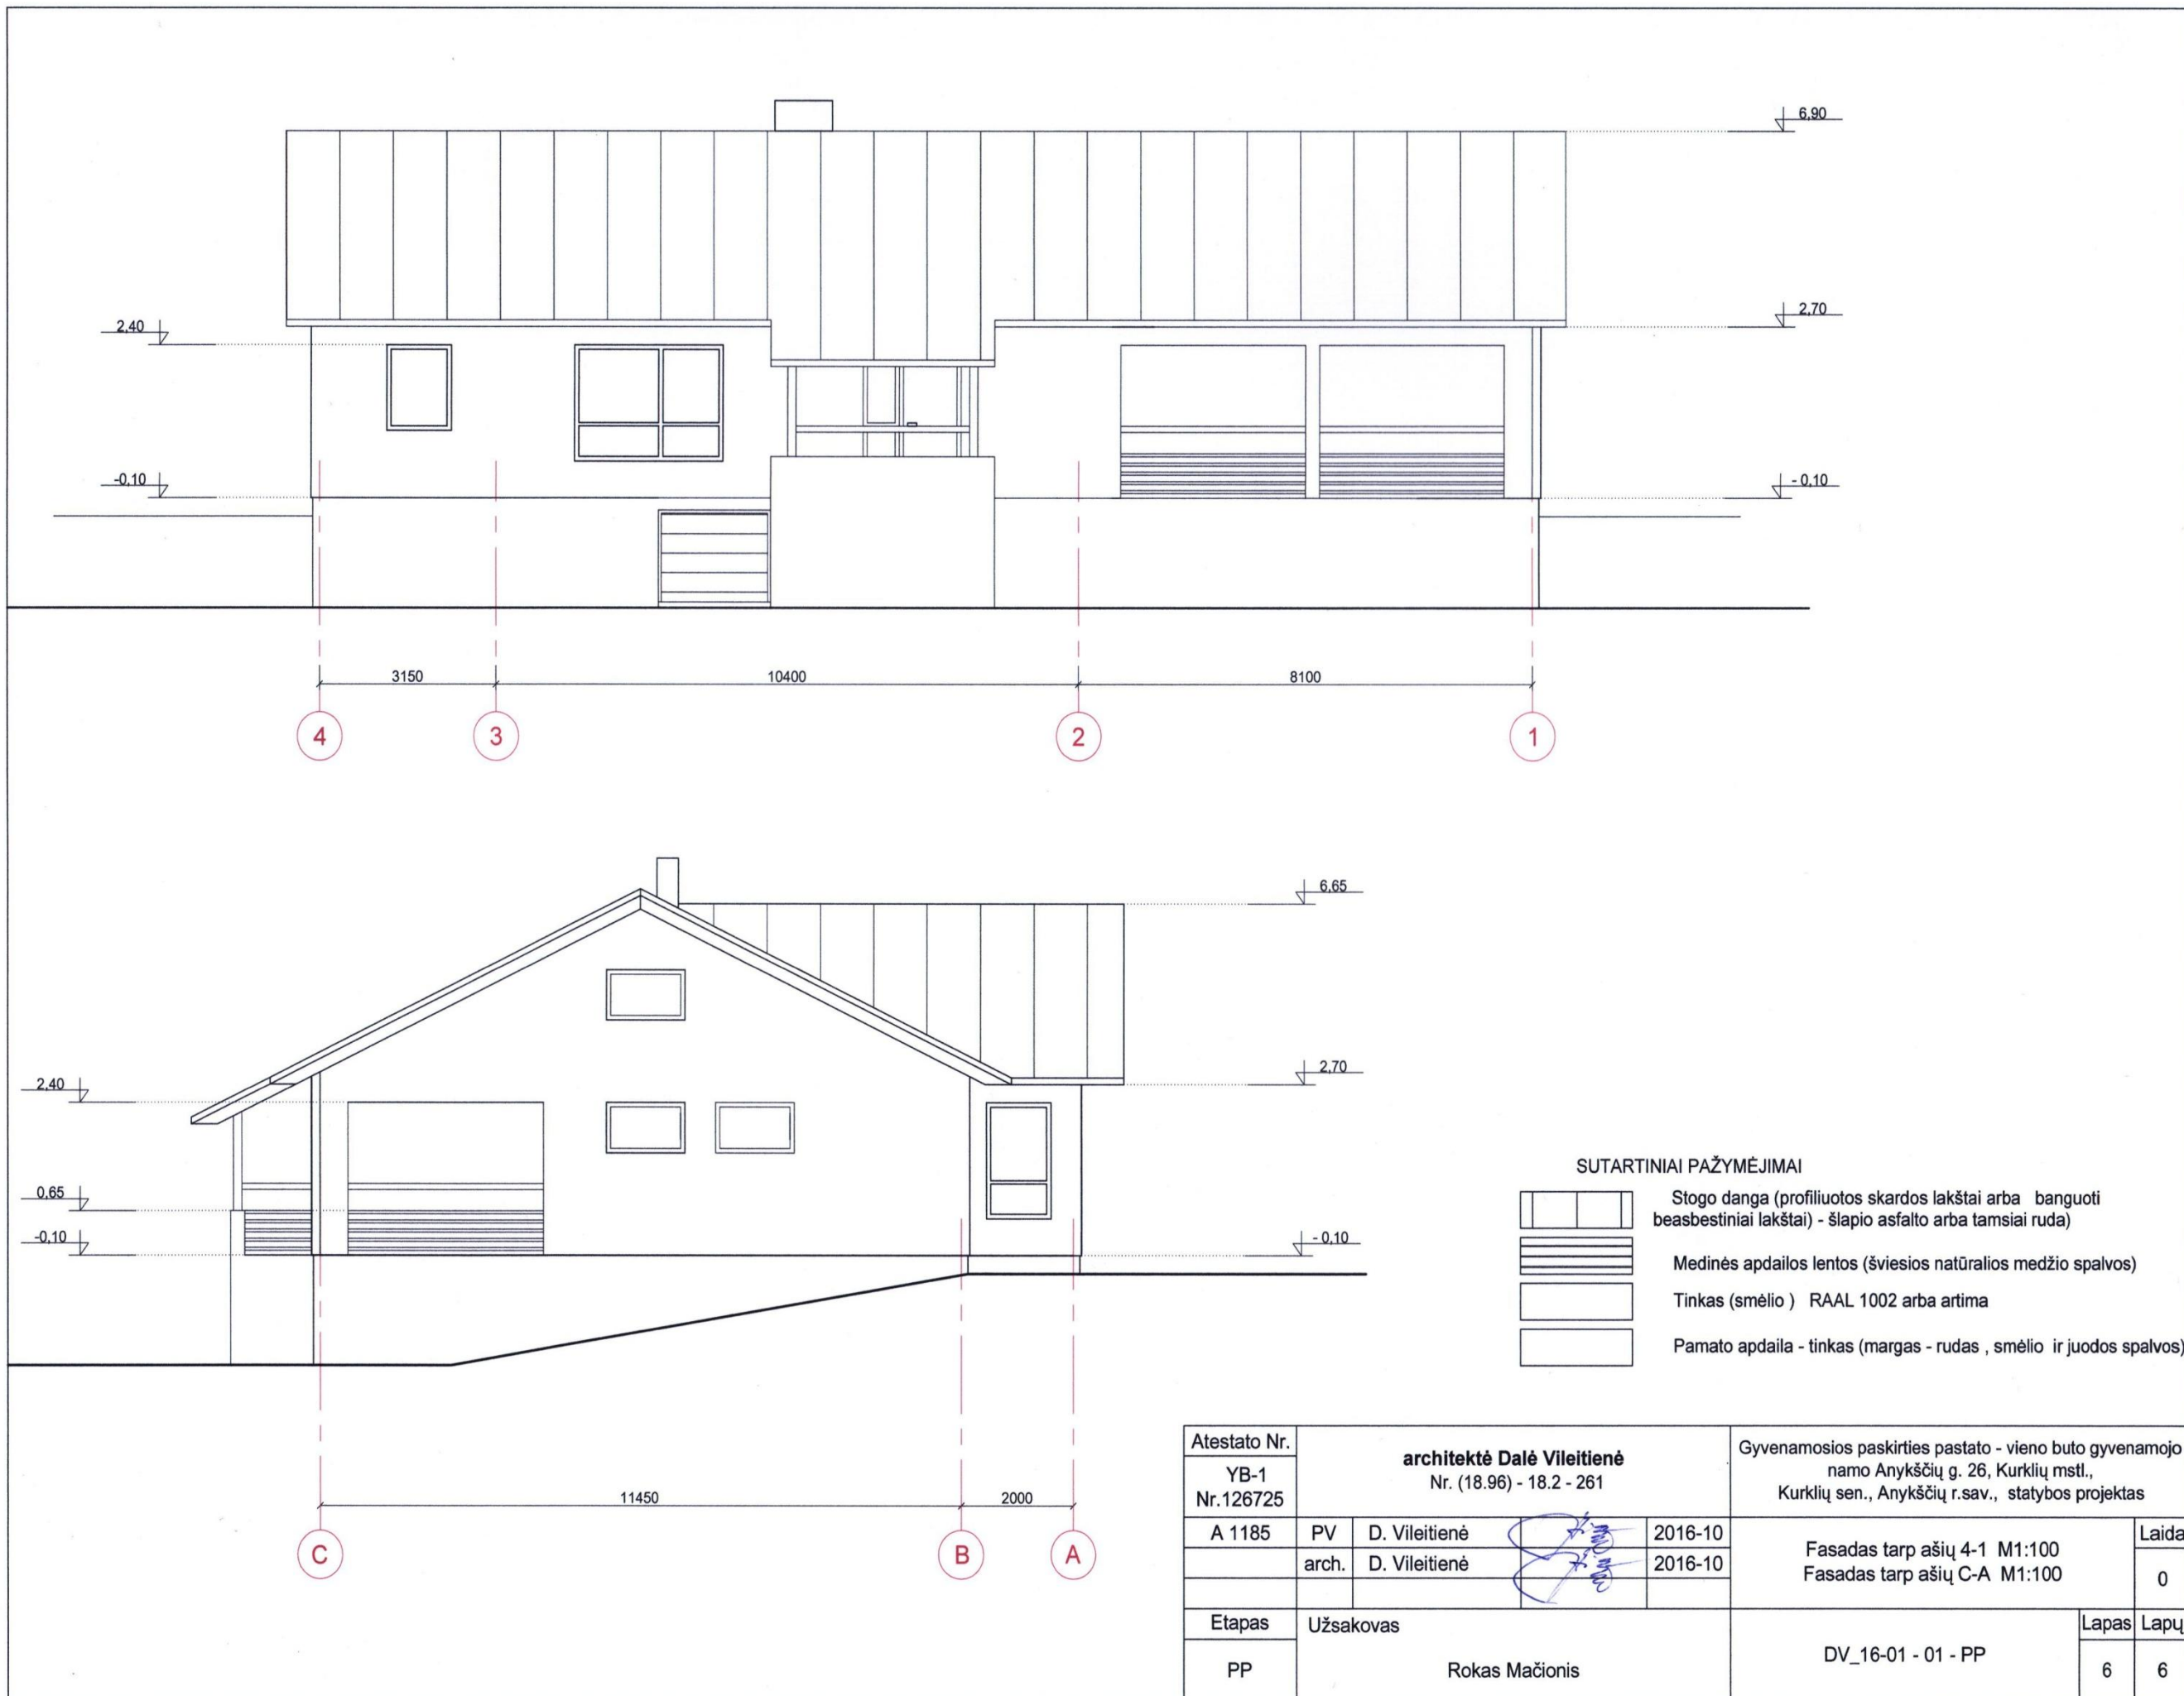 6,90
2,40
2,70
-0,10
- 0,10
3150
10400
8100
4
3
2
1
6,65
2,40
2,70
0,65
-0,10
- 0,10
11450
2000
C
B
A
SUTARTINIAI PAŽYMĖJIMAI
Stogo danga (profiliuotos skardos lakštai arba banguoti
beasbestiniai lakštai) - šlapio asfalto arba tamsiai ruda)
Medinės apdailos lentos (šviesios natūralios medžio spalvos)
Tinkas (smėlio ) RAAL 1002 arba artima
Pamato apdaila - tinkas (margas - rudas , smėlio ir juodos spalvos)
Atestato Nr.
YB-1
Nr.126725
architektė Dalė Vileitienė
Nr. (18.96) - 18.2 - 261
Gyvenamosios paskirties pastato - vieno buto gyvenamojo
namo Anykščių g. 26, Kurklių mstl.,
Kurklių sen., Anykščių r.sav., statybos projektas
A 1185 PV D. Vileitienė 2016-10
arch. D. Vileitienė 2016-10
Fasadas tarp ašių 4-1 M1:100
Fasadas tarp ašių C-A M1:100
Laida
0
Etapas
PP
Užsakovas
Rokas Mačionis
DV_16-01 - 01 - PP
Lapas Lapų
6 6